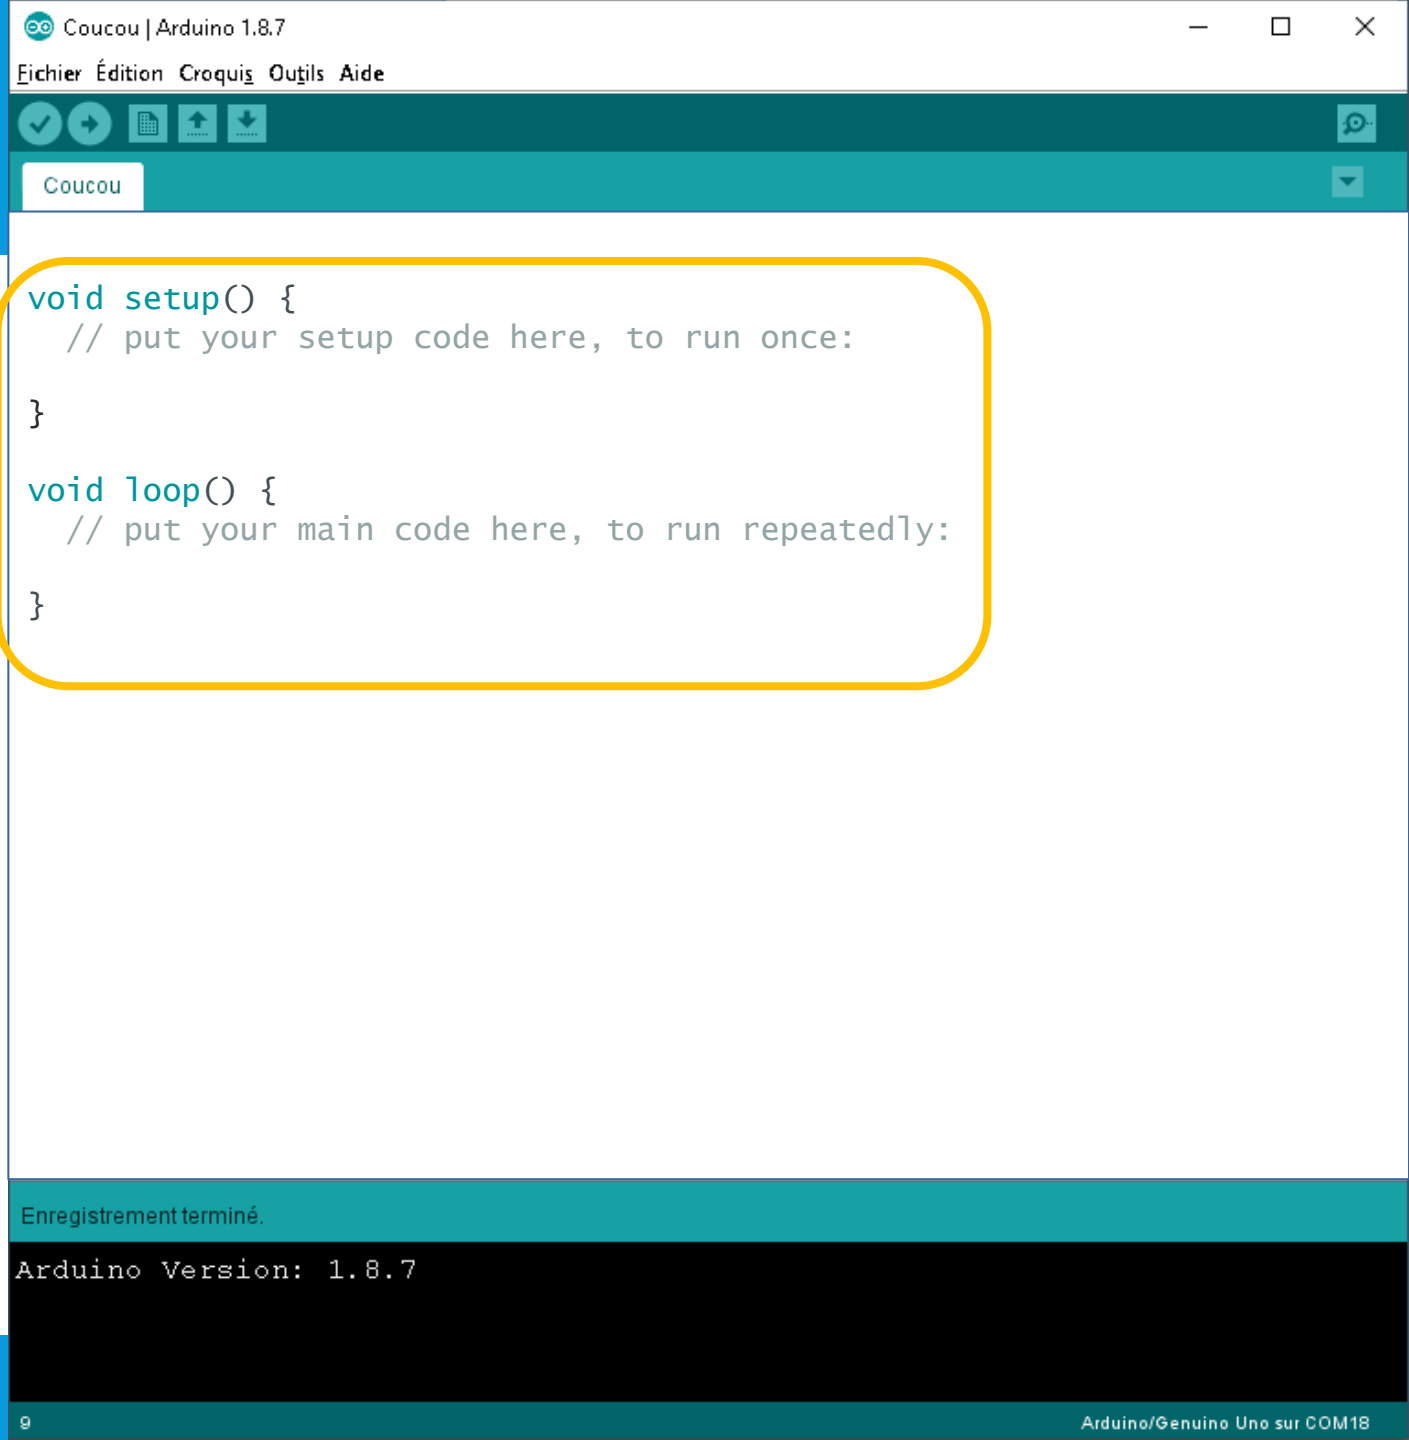 Coucou | Arduino 1.8.7
Fichier Édition Croquis Outils Aide
Coucou
void setup() {
  // put your setup code here, to run once:
}
void loop() {
  // put your main code here, to run repeatedly:
}
Enregistrement terminé.
Arduino Version: 1.8.7
9 Arduino/Genuino Uno sur COM18